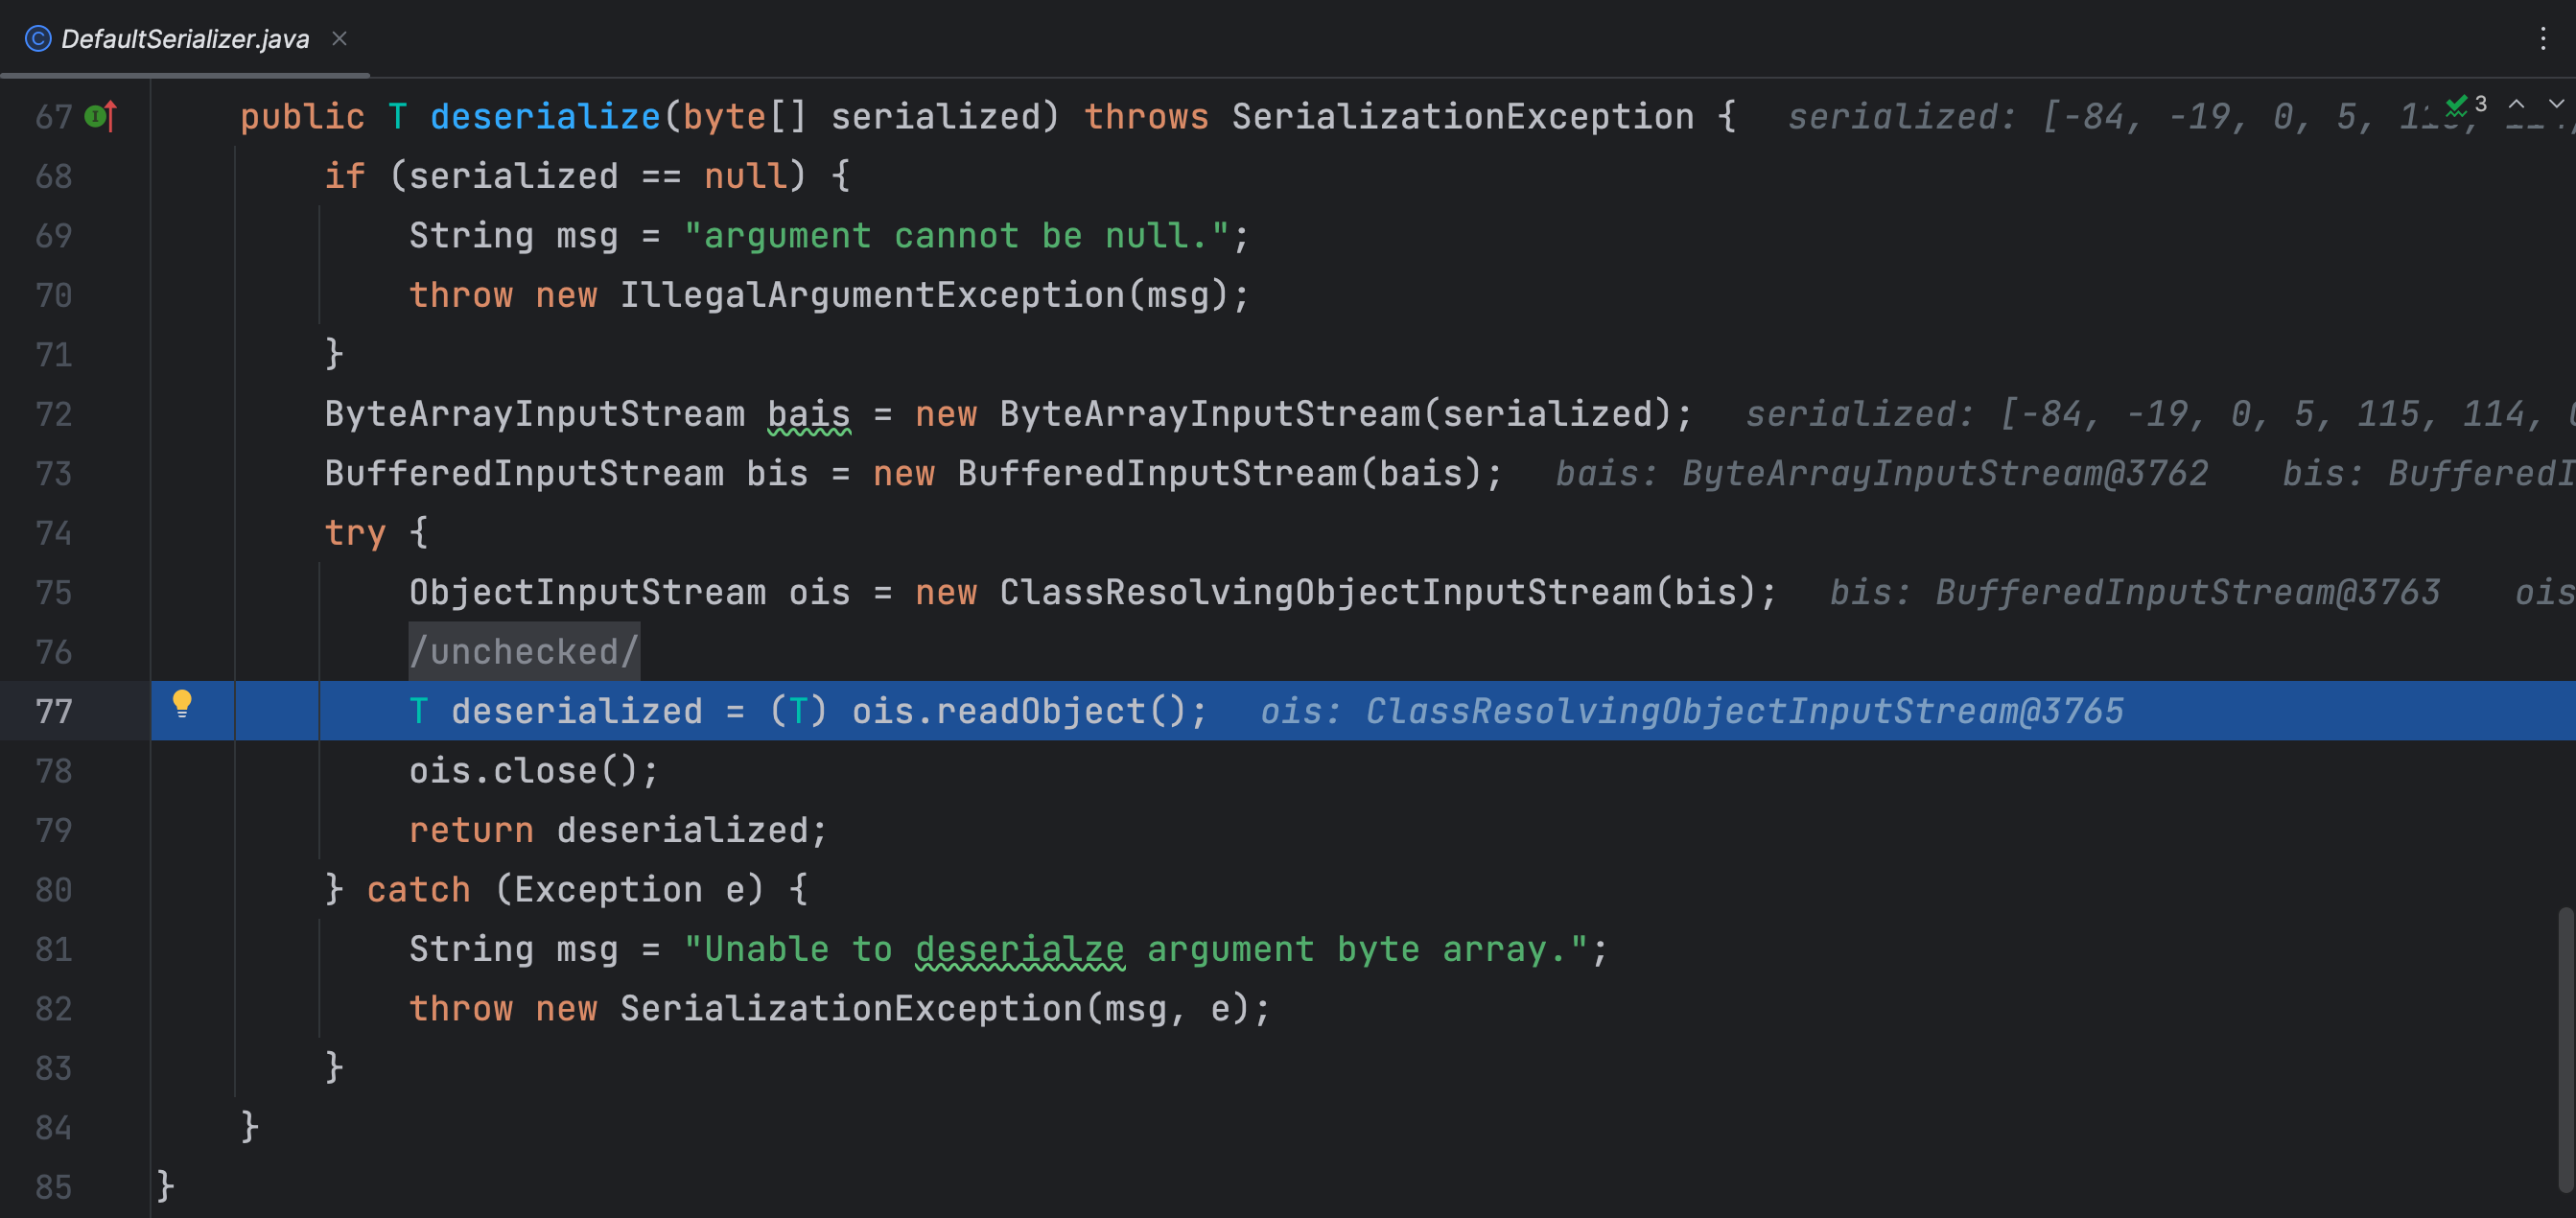 DefaultSerializer.java
67 public T deserialize(byte[] serialized) throws SerializationException { serialized: [-84, -19, 0, 5, 3
68 if (serialized == null) {
69 String msg = "argument cannot be null.";
70 throw new IllegalArgumentException(msg);
71 }
72 ByteArrayInputStream bais = new ByteArrayInputStream(serialized); serialized: [-84, -19, 0, 5, 115, 114,
73 BufferedInputStream bis = new BufferedInputStream(bais); bais: ByteArrayInputStream@3762 bis: BufferedI
74 try {
75 ObjectInputStream ois = new ClassResolvingObjectInputStream(bis); bis: BufferedInputStream@3763 ois
76 /unchecked/
77 T deserialized = (T) ois.readObject(); ois: ClassResolvingObjectInputStream@3765
78 ois.close();
79 return deserialized;
80 } catch (Exception e) {
81 String msg = "Unable to deserialze argument byte array.";
82 throw new SerializationException(msg, e);
83 }
84 }
85 }